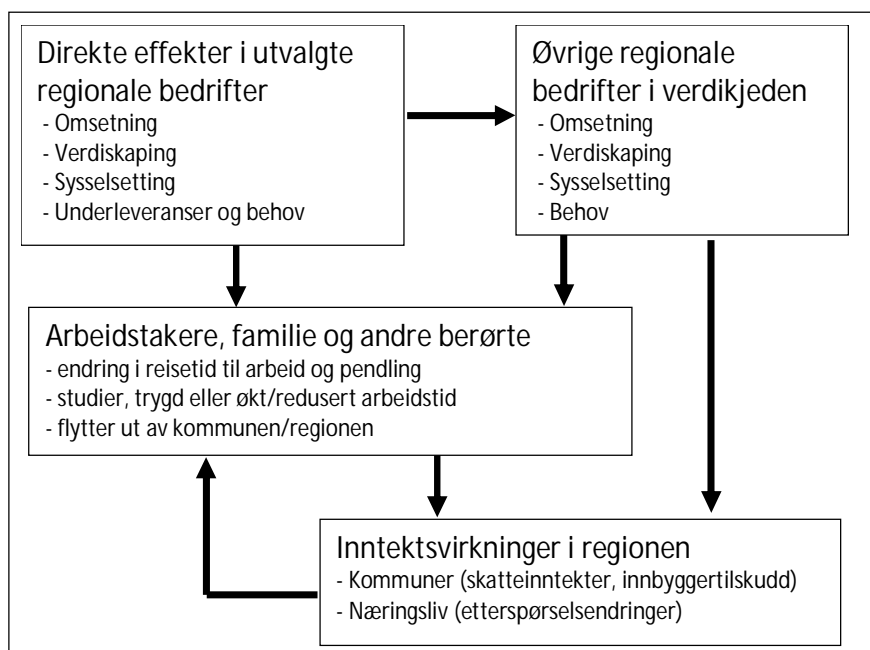 Direkte effekter i utvalgte
regionale bedrifter
- Omsetning
- Verdiskaping
- Sysselsetting
- Underleveranser og behov
Øvrige regionale
bedrifter i verdikjeden
- Omsetning
- Verdiskaping
- Sysselsetting
- Behov
Arbeidstakere, familie og andre berørte
- endring i reisetid til arbeid og pendling
- studier, trygd eller økt/redusert arbeidstid
- flytter ut av kommunen/regionen
Inntektsvirkninger i regionen
- Kommuner (skatteinntekter, innbyggertilskudd)
- Næringsliv (etterspørselsendringer)